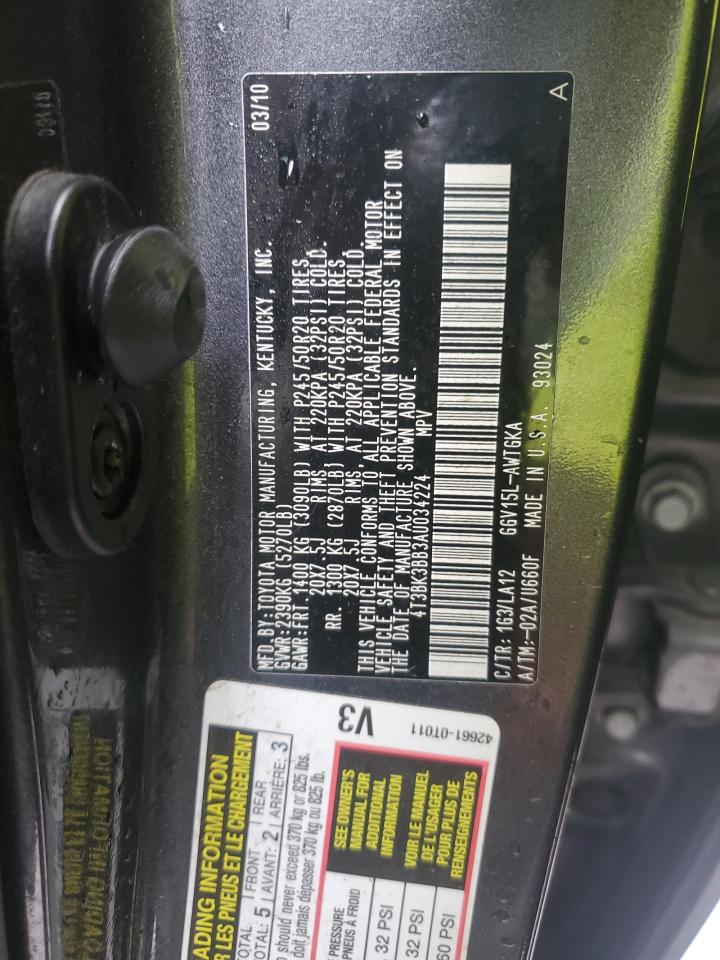 MFD.BY:TOYOTA MOTOR MANUFACTURING, KENTUCKY, INC. 03/10
GVWR:2390KG (5270LB)
GAWR:FRT 1400 KG (3090LB) WITH P245/50R20 TIRES,
20X7.5J RIMS, AT 220KPA (32PSI) COLD.
RR. 1300 KG (2870LB) WITH P245/50R20 TIRES,
20X7.5J RIMS, AT 220KPA (32PSI) COLD.
THIS VEHICLE CONFORMS TO ALL APPLICABLE FEDERAL MOTOR
VEHICLE SAFETY AND THEFT PREVENTION STANDARDS IN EFFECT ON
THE DATE OF MANUFACTURE SHOWN ABOVE.
4T3BK3BB3AU034224 MPV
C/TR: 1G3/LA12 GGV15L-AWTGKA
A/TM:-02A/U660F MADE IN U.S.A. 93024 A
ADING INFORMATION
R LES PNEUS ET LE CHARGEMENT
TOTAL FRONT REAR
TOTAL: 5 AVANT: 2 ARRIÈRE: 3
should never exceed 370 kg or 825 lbs.
doit jamais dépasser 370 kg ou 825 lb.
PRESSURE
PNEUS À FROID
32 PSI
32 PSI
60 PSI
SEE OWNER'S
MANUAL FOR
ADDITIONAL
INFORMATION
VOIR LE MANUEL
DE L'USAGER
POUR PLUS DE
RENSEIGNEMENTS
V3
42661-0T011